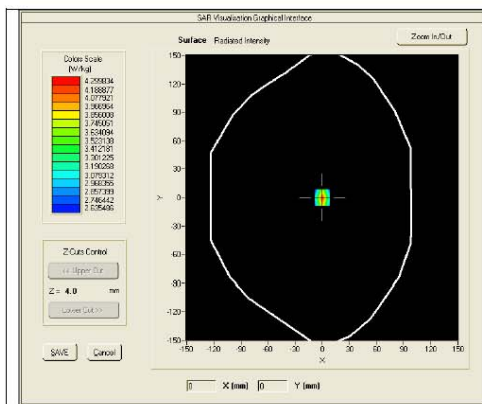 SAR Visualisation Graphical Interface
Surface Radiated Intensity
Zoom In/Out
Colors Scale
(W/kg)
4.299834
4.188877
4.077921
3.966964
3.856008
3.745051
3.634094
3.523138
3.412181
3.301225
3.190268
3.079312
2.968355
2.857399
2.746442
2.635486
Z-Cuts Control
<< Upper Cut
Z = 4.0 mm
Lower Cut >>
SAVE Cancel
150
120
90
60
30
0
-30
-60
-90
-120
-150
Y
-150 -120 -90 -60 -30 0 30 60 90 120 150
X
0 X (mm) 0 Y (mm)